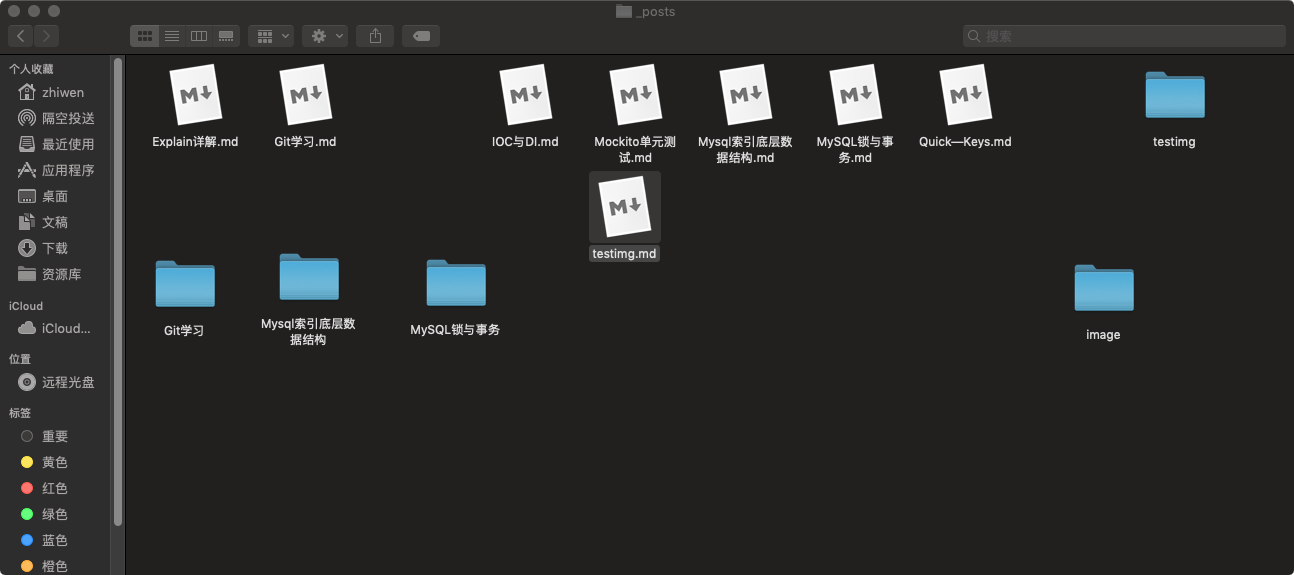 _posts
搜索
个人收藏
zhiwen
隔空投送
最近使用
应用程序
桌面
文稿
下载
资源库
iCloud
iCloud...
位置
远程光盘
标签
重要
黄色
红色
绿色
蓝色
橙色
M
Explain详解.md
M
Git学习.md
M
IOC与DI.md
M
Mockito单元测
试.md
M
Mysql索引底层数
据结构.md
M
MySQL锁与事
务.md
M
Quick—Keys.md
testimg
M
testimg.md
Git学习
Mysql索引底层数
据结构
MySQL锁与事务
image